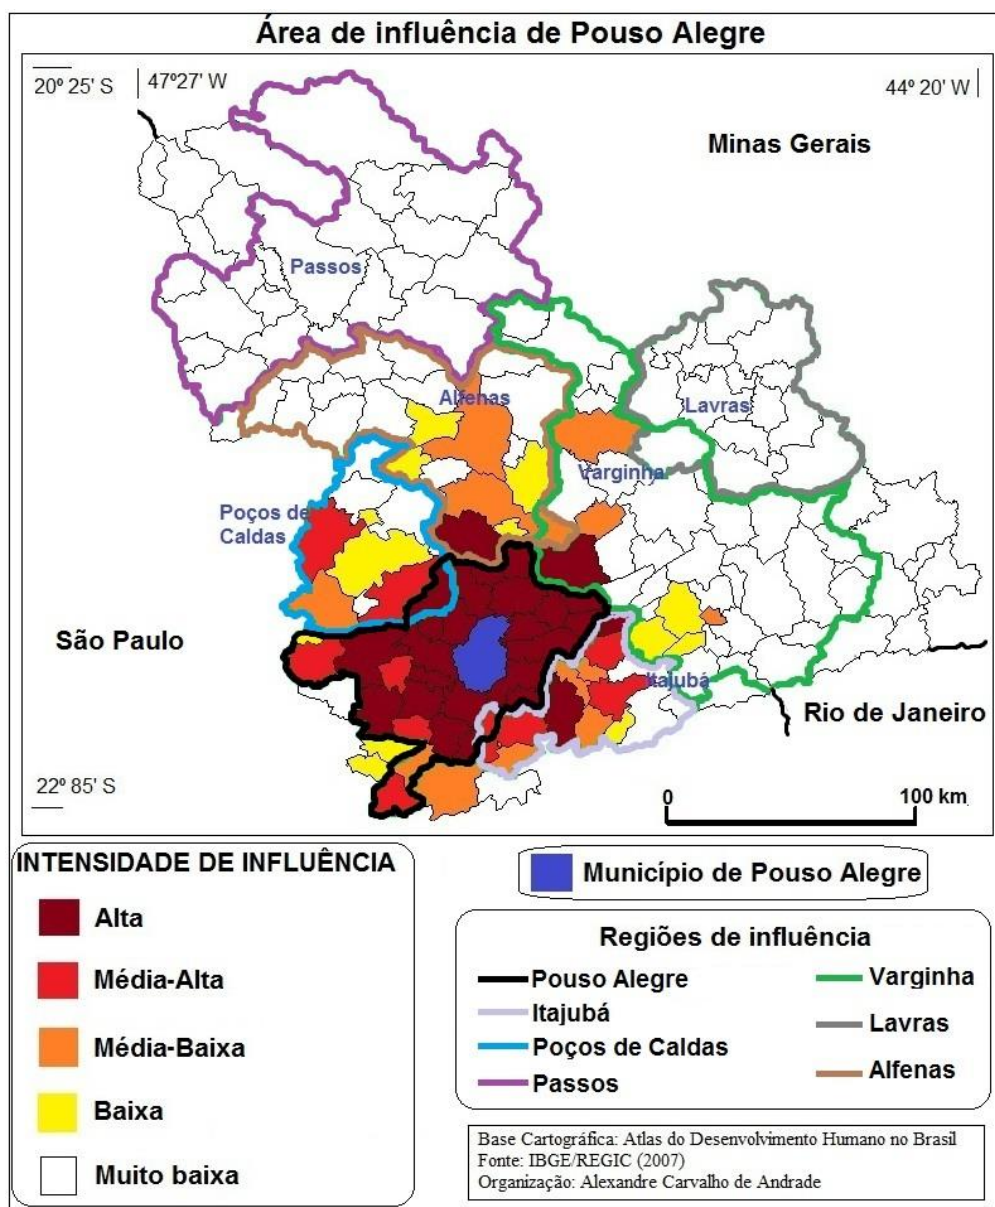 Área de influência de Pouso Alegre
20º 25' S
47º27' W
44º 20' W
Minas Gerais
Passos
Alfenas
Lavras
Varginha
Poços de
Caldas
São Paulo
Itajubá
Rio de Janeiro
22º 85' S
0
100 km
INTENSIDADE DE INFLUÊNCIA
Alta
Média-Alta
Média-Baixa
Baixa
Muito baixa
Município de Pouso Alegre
Regiões de influência
Pouso Alegre
Itajubá
Poços de Caldas
Passos
Varginha
Lavras
Alfenas
Base Cartográfica: Atlas do Desenvolvimento Humano no Brasil
Fonte: IBGE/REGIC (2007)
Organização: Alexandre Carvalho de Andrade